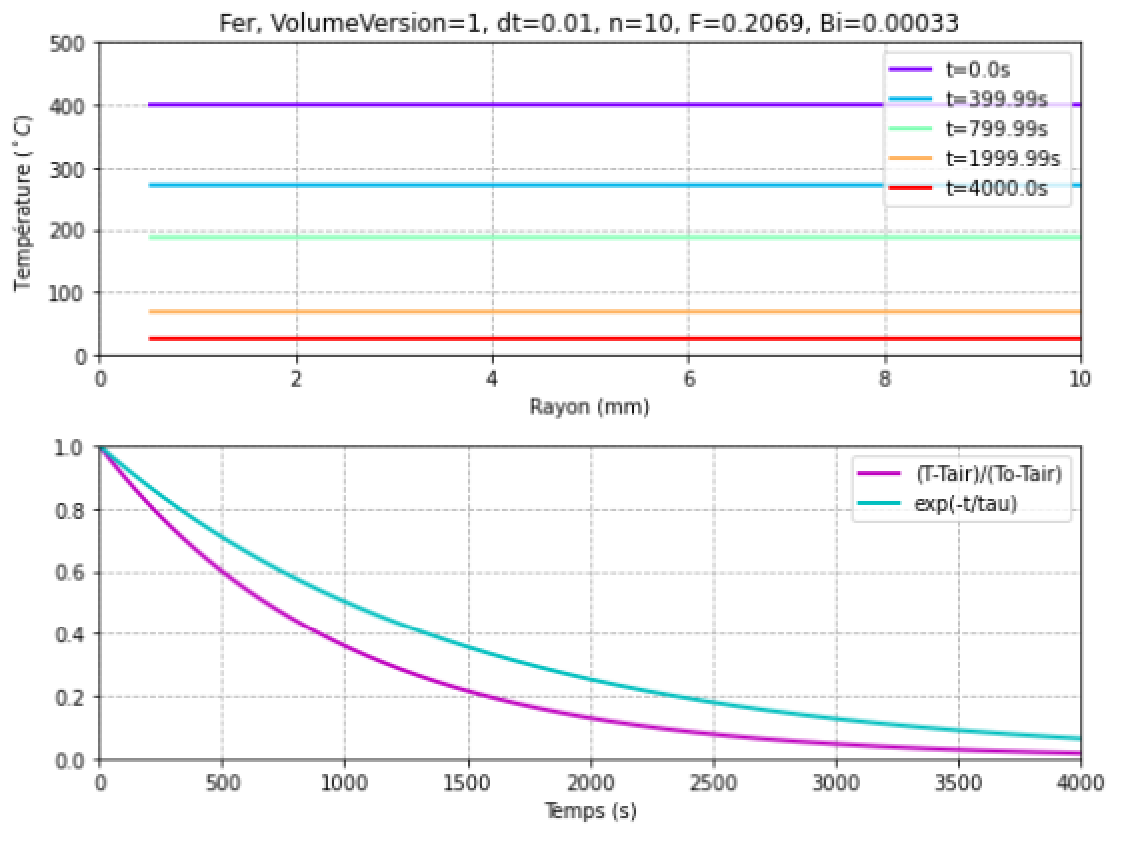 Fer, VolumeVersion=1, dt=0.01, n=10, F=0.2069, Bi=0.00033
500
400
300
200
100
0
Température (°C)
t=0.0s
t=399.99s
t=799.99s
t=1999.99s
t=4000.0s
0 2 4 6 8 10
Rayon (mm)
1.0
0.8
0.6
0.4
0.2
0.0
(T-Tair)/(To-Tair)
exp(-t/tau)
0 500 1000 1500 2000 2500 3000 3500 4000
Temps (s)